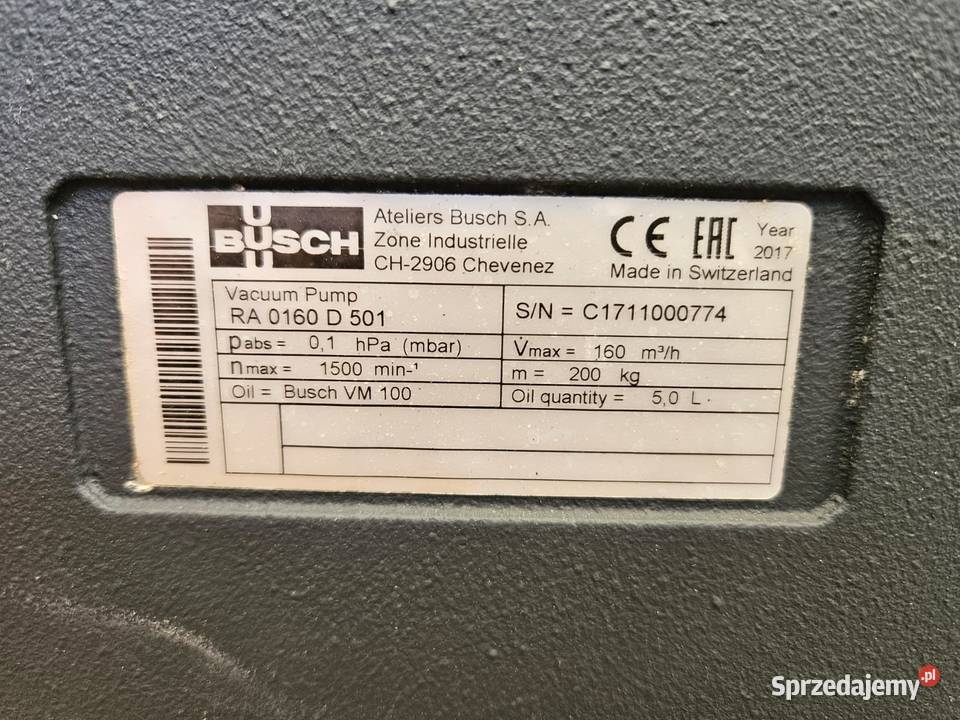 BUSCH
Ateliers Busch S.A.
Zone Industrielle
CH-2906 Chevenez
CE EAC
Year
2017
Made in Switzerland
Vacuum Pump
RA 0160 D 501
S/N = C1711000774
pabs = 0,1 hPa (mbar)
V̇max = 160 m³/h
nmax = 1500 min-¹
m = 200 kg
Oil = Busch VM 100
Oil quantity = 5,0 L
Sprzedajemy.pl